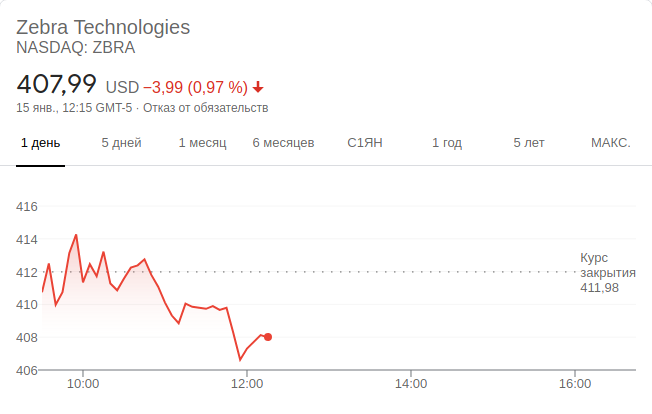 Zebra Technologies
NASDAQ: ZBRA
407,99 USD −3,99 (0,97 %)
15 янв., 12:15 GMT-5 · Отказ от обязательств
1 день 5 дней 1 месяц 6 месяцев С1ЯН 1 год 5 лет МАКС.
416
414
412
410
408
406
Курс
закрытия
411,98
10:00 12:00 14:00 16:00